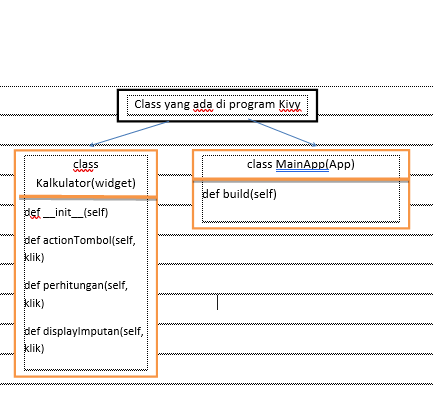 Class yang ada di program Kivy
class
Kalkulator(widget)
def __init__(self)
def actionTombol(self,
klik)
def perhitungan(self,
klik)
def displayImputan(self,
klik)
class MainApp(App)
def build(self)